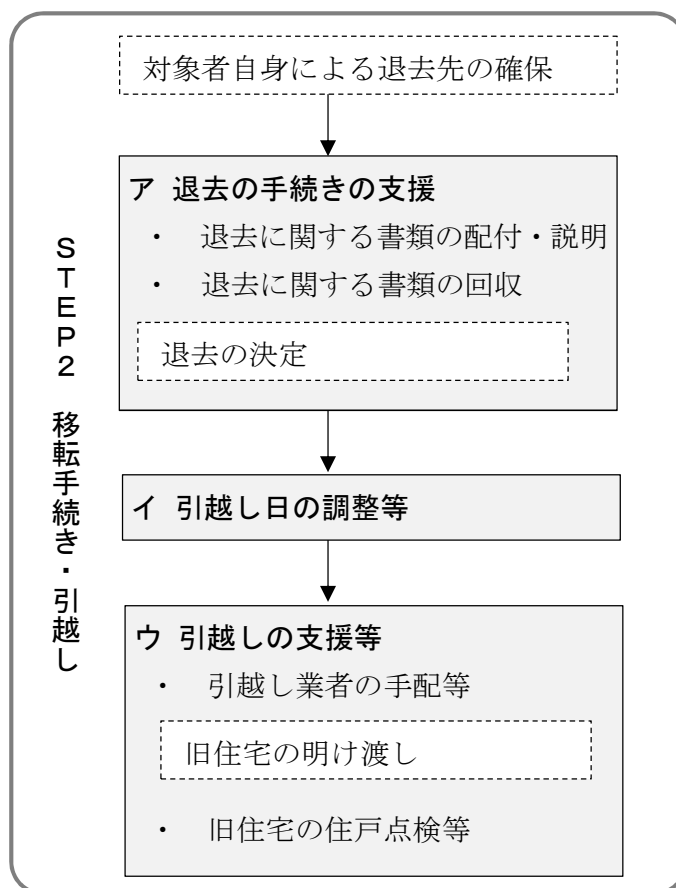 対象者自身による退去先の確保
STEP2 移転手続き・引越し
ア 退去の手続きの支援
・ 退去に関する書類の配付・説明
・ 退去に関する書類の回収
退去の決定
イ 引越し日の調整等
ウ 引越しの支援等
・ 引越し業者の手配等
旧住宅の明け渡し
・ 旧住宅の住戸点検等